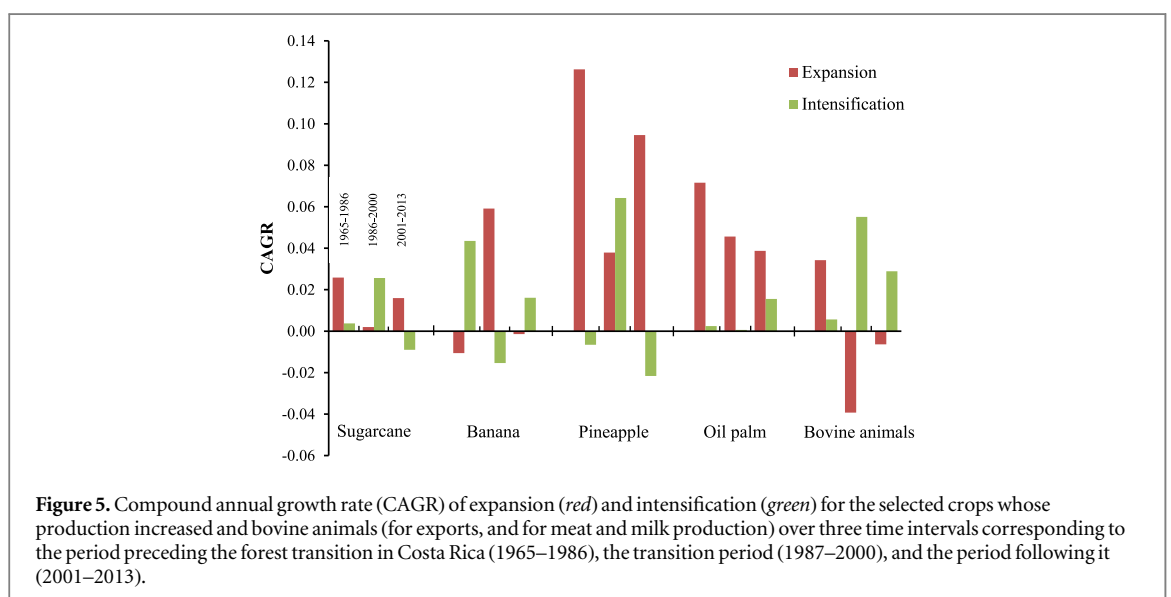 0.14
0.12
0.10
0.08
0.06
0.04
0.02
0.00
-0.02
-0.04
-0.06
CAGR
Expansion
Intensification
1965-1986
1986-2000
2001-2013
Sugarcane
Banana
Pineapple
Oil palm
Bovine animals
Figure 5. Compound annual growth rate (CAGR) of expansion (red) and intensification (green) for the selected crops whose
production increased and bovine animals (for exports, and for meat and milk production) over three time intervals corresponding to
the period preceding the forest transition in Costa Rica (1965–1986), the transition period (1987–2000), and the period following it
(2001–2013).